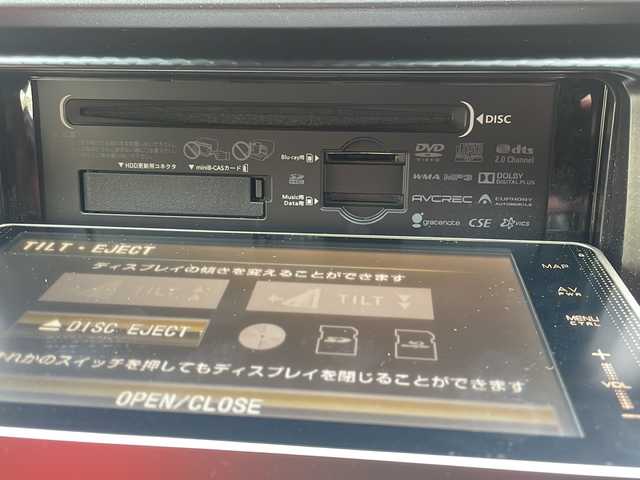 DISC
Blu-ray用
DVD
VIDEO
dts
2.0 Channel
▼HDD更新用コネクタ
▼miniB-CASカード
WMA MP3
DOLBY
DIGITAL PLUS
Music用
Data用
AVCREC
EUPHONY
AUTOMOBILE
gracenote
CSE
VICS
TILT・EJECT
MAP
ディスプレイの傾きを変えることができます
TILT
TILT
AV
PWR
DISC EJECT
MENU
CTRL
れかのスイッチを押してもディスプレイを閉じることができます
+
VOL
OPEN/CLOSE